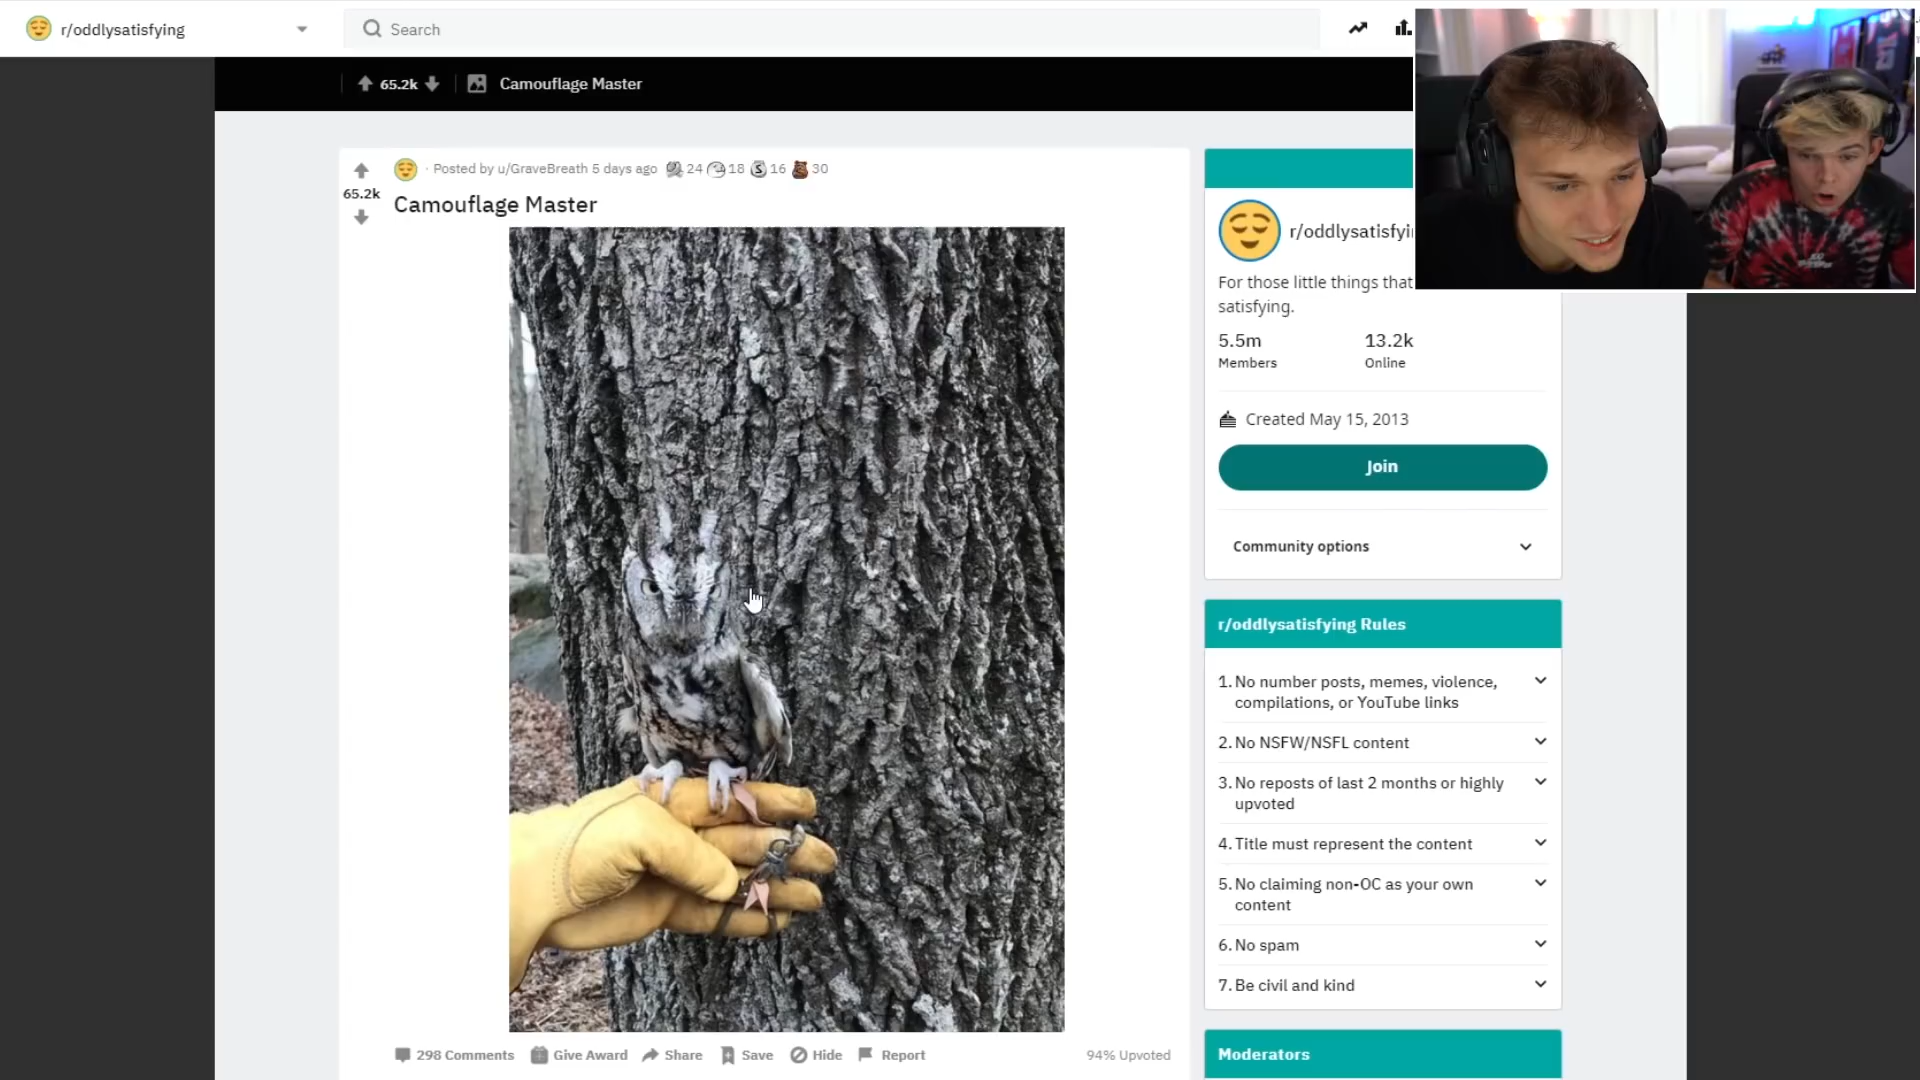 r/oddlysatisfying
Search
65.2k
Camouflage Master
· Posted by u/GraveBreath 5 days ago 24 18 S 16 30
65.2k
Camouflage Master
298 Comments Give Award Share Save Hide Report 94% Upvoted
r/oddlysatisfyi
For those little things that
satisfying.
5.5m 13.2k
Members Online
Created May 15, 2013
Join
Community options
r/oddlysatisfying Rules
1. No number posts, memes, violence,
compilations, or YouTube links
2. No NSFW/NSFL content
3. No reposts of last 2 months or highly
upvoted
4. Title must represent the content
5. No claiming non-OC as your own
content
6. No spam
7. Be civil and kind
Moderators